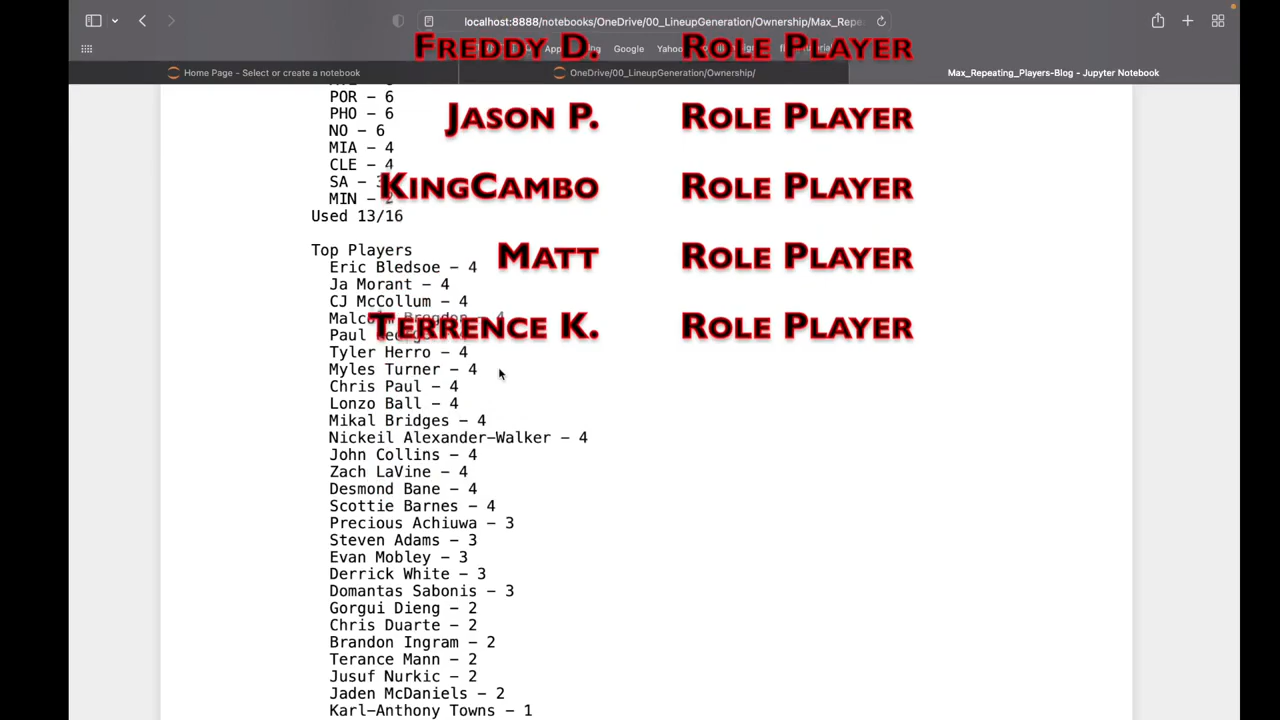 localhost:8888/notebooks/OneDrive/00_LineupGeneration/Ownership/Max_Repe
Google Yahoo
Home Page - Select or create a notebook
OneDrive/00_LineupGeneration/Ownership/
Max_Repeating_Players-Blog - Jupyter Notebook
FREDDY D. ROLE PLAYER
JASON P. ROLE PLAYER
KINGCAMBO ROLE PLAYER
MATT ROLE PLAYER
TERRENCE K. ROLE PLAYER
POR - 6
PHO - 6
NO - 6
MIA - 4
CLE - 4
SA -
MIN -
Used 13/16
Top Players
Eric Bledsoe - 4
Ja Morant - 4
CJ McCollum - 4
Malcolm Brogdon - 4
Paul
Tyler Herro - 4
Myles Turner - 4
Chris Paul - 4
Lonzo Ball - 4
Mikal Bridges - 4
Nickeil Alexander-Walker - 4
John Collins - 4
Zach LaVine - 4
Desmond Bane - 4
Scottie Barnes - 4
Precious Achiuwa - 3
Steven Adams - 3
Evan Mobley - 3
Derrick White - 3
Domantas Sabonis - 3
Gorgui Dieng - 2
Chris Duarte - 2
Brandon Ingram - 2
Terance Mann - 2
Jusuf Nurkic - 2
Jaden McDaniels - 2
Karl-Anthony Towns - 1